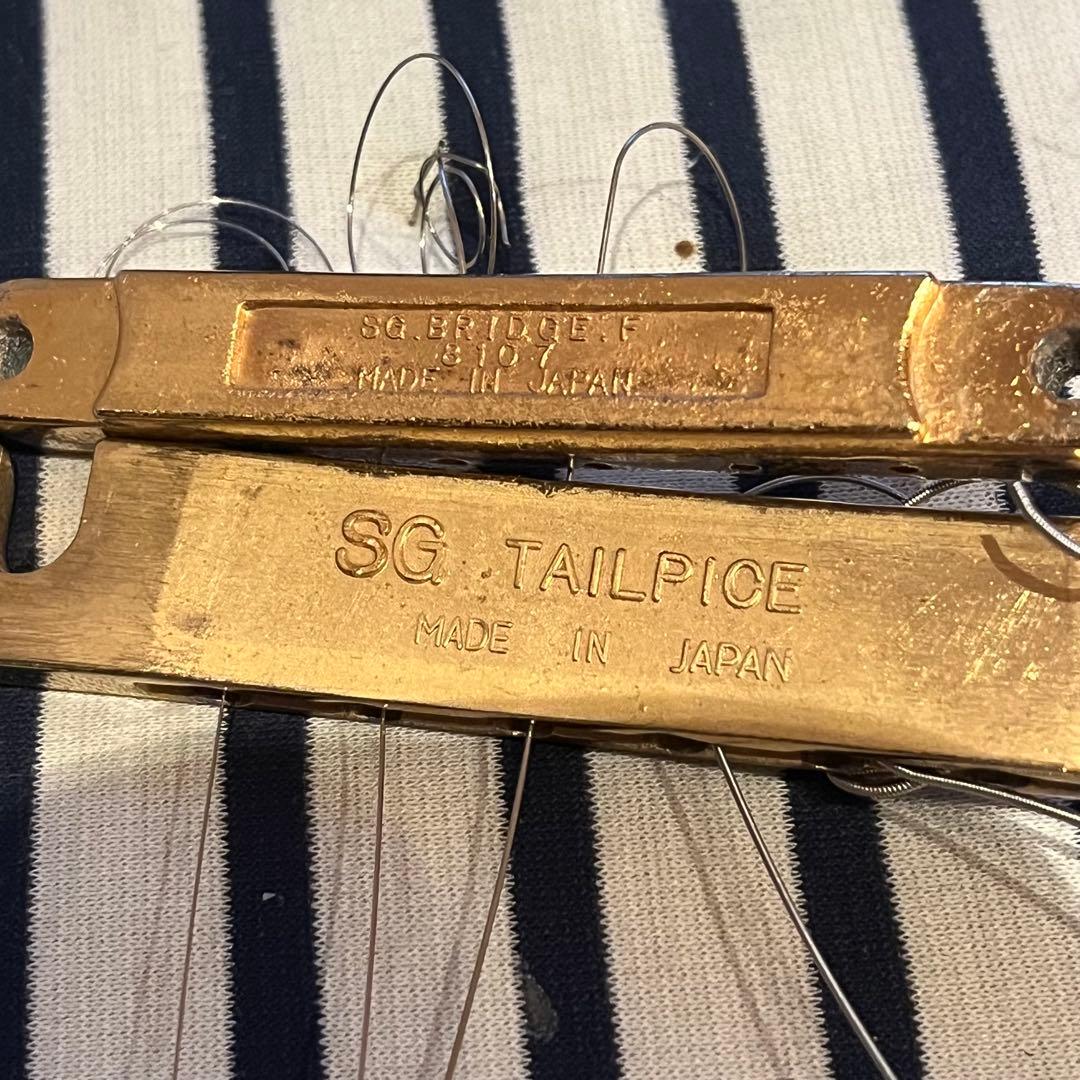 SG.BRIDGE.F
8107
MADE IN JAPAN
SG TAILPICE
MADE IN JAPAN